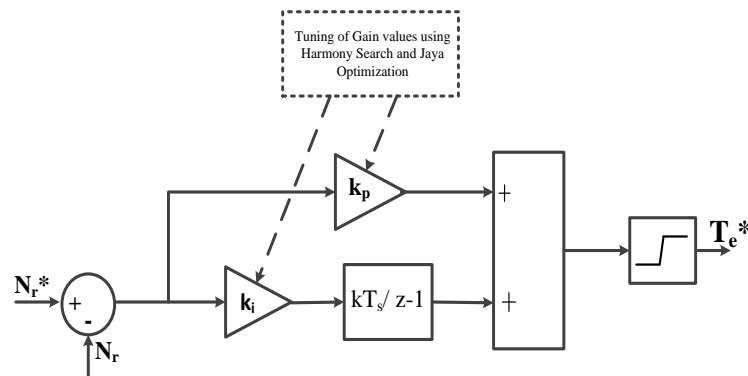 Tuning of Gain values using
Harmony Search and Jaya
Optimization
kₚ
+
Tₑ*
Nᵣ*
+
-
kᵢ
kTₛ/ z-1
+
Nᵣ